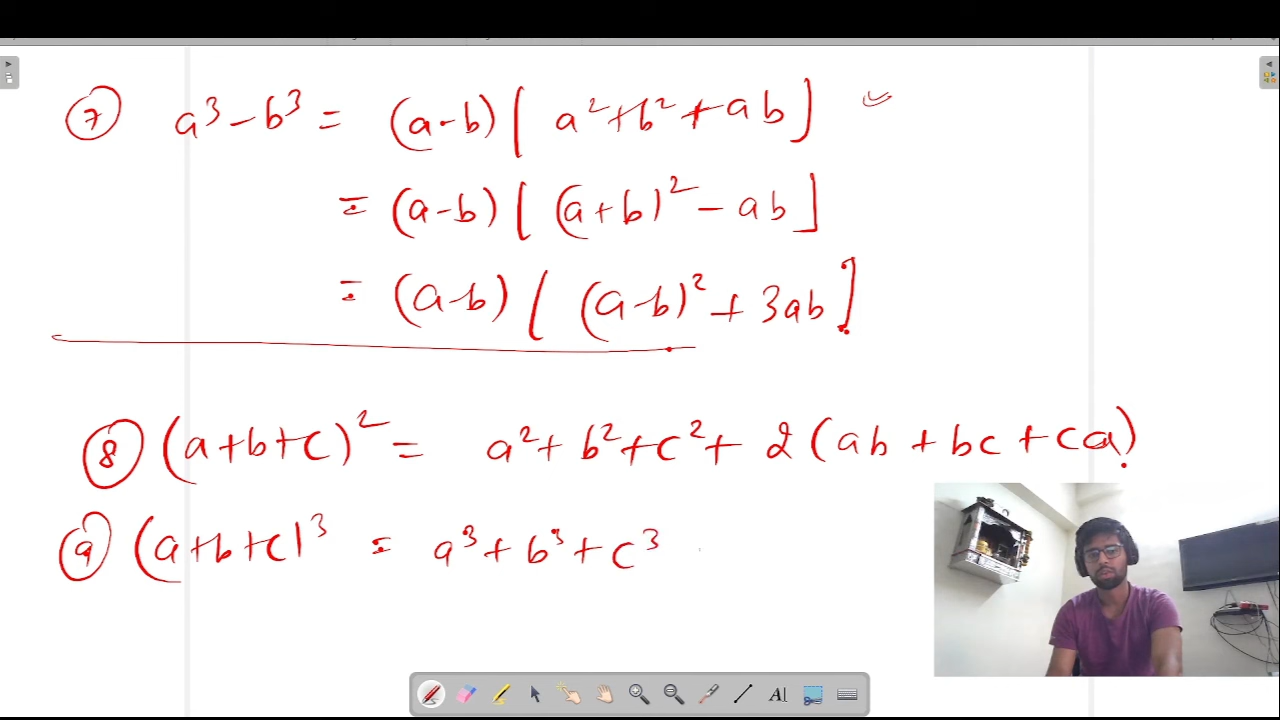 7 a³-b³ = (a-b)[a²+b²+ab]
= (a-b)[(a+b)²-ab]
= (a-b)[(a-b)²+3ab]
8 (a+b+c)² = a²+b²+c²+2(ab+bc+ca)
9 (a+b+c)³ = a³+b³+c³
AI